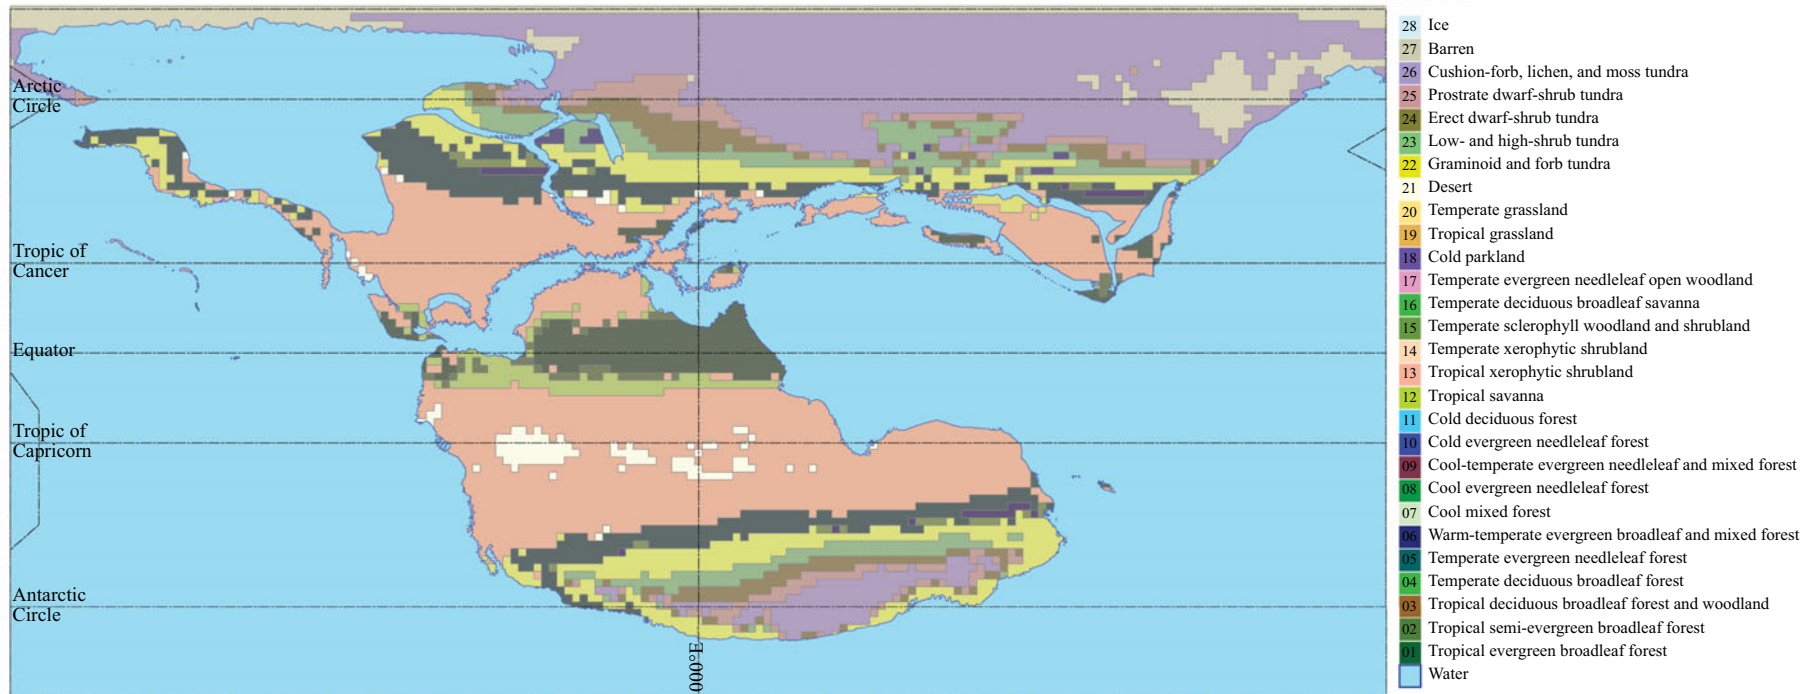 Arctic
Circle
Tropic of
Cancer
Equator
Tropic of
Capricorn
Antarctic
Circle
000°E
28 Ice
27 Barren
26 Cushion-forb, lichen, and moss tundra
25 Prostrate dwarf-shrub tundra
24 Erect dwarf-shrub tundra
23 Low- and high-shrub tundra
22 Graminoid and forb tundra
21 Desert
20 Temperate grassland
19 Tropical grassland
18 Cold parkland
17 Temperate evergreen needleleaf open woodland
16 Temperate deciduous broadleaf savanna
15 Temperate sclerophyll woodland and shrubland
14 Temperate xerophytic shrubland
13 Tropical xerophytic shrubland
12 Tropical savanna
11 Cold deciduous forest
10 Cold evergreen needleleaf forest
09 Cool-temperate evergreen needleleaf and mixed forest
08 Cool evergreen needleleaf forest
07 Cool mixed forest
06 Warm-temperate evergreen broadleaf and mixed forest
05 Temperate evergreen needleleaf forest
04 Temperate deciduous broadleaf forest
03 Tropical deciduous broadleaf forest and woodland
02 Tropical semi-evergreen broadleaf forest
01 Tropical evergreen broadleaf forest
Water